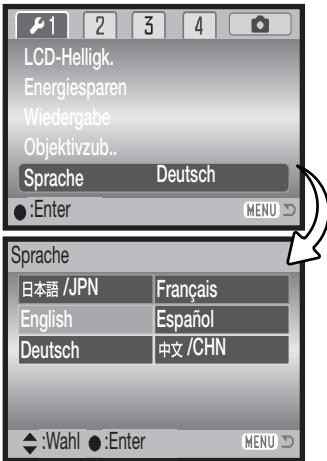 1 2 3 4
LCD-Helligk.
Energiesparen
Wiedergabe
Objektivzub..
Sprache Deutsch
:Enter MENU
Sprache
日本語 /JPN Français
English Español
Deutsch 中文 /CHN
:Wahl :Enter MENU